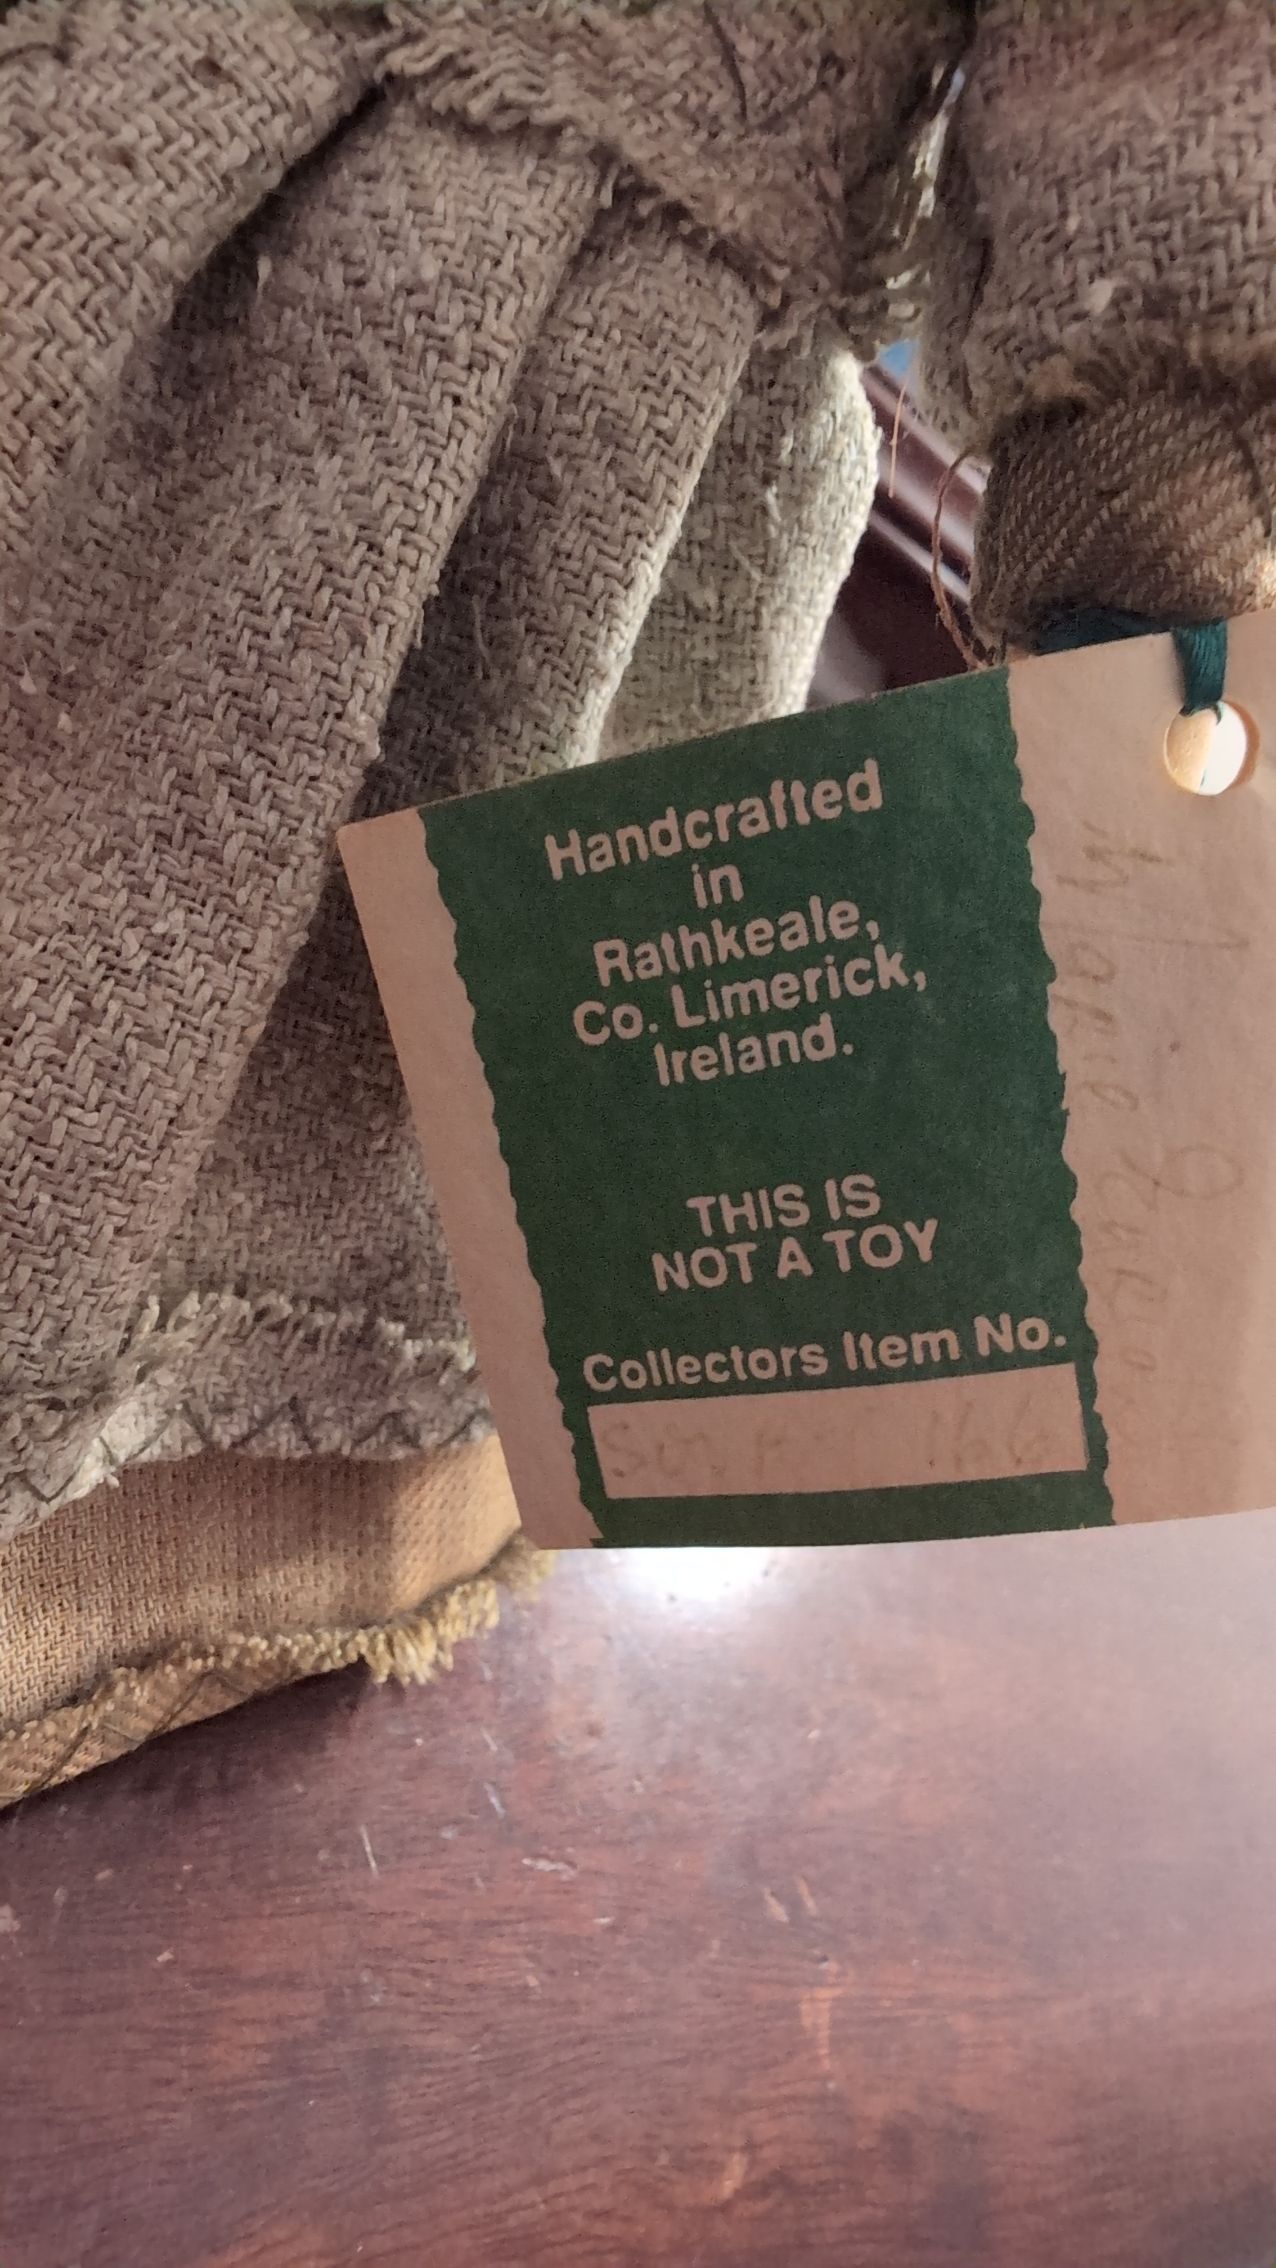 Handcrafted
in
Rathkeale,
Co. Limerick,
Ireland.
THIS IS
NOT A TOY
Collectors Item No.